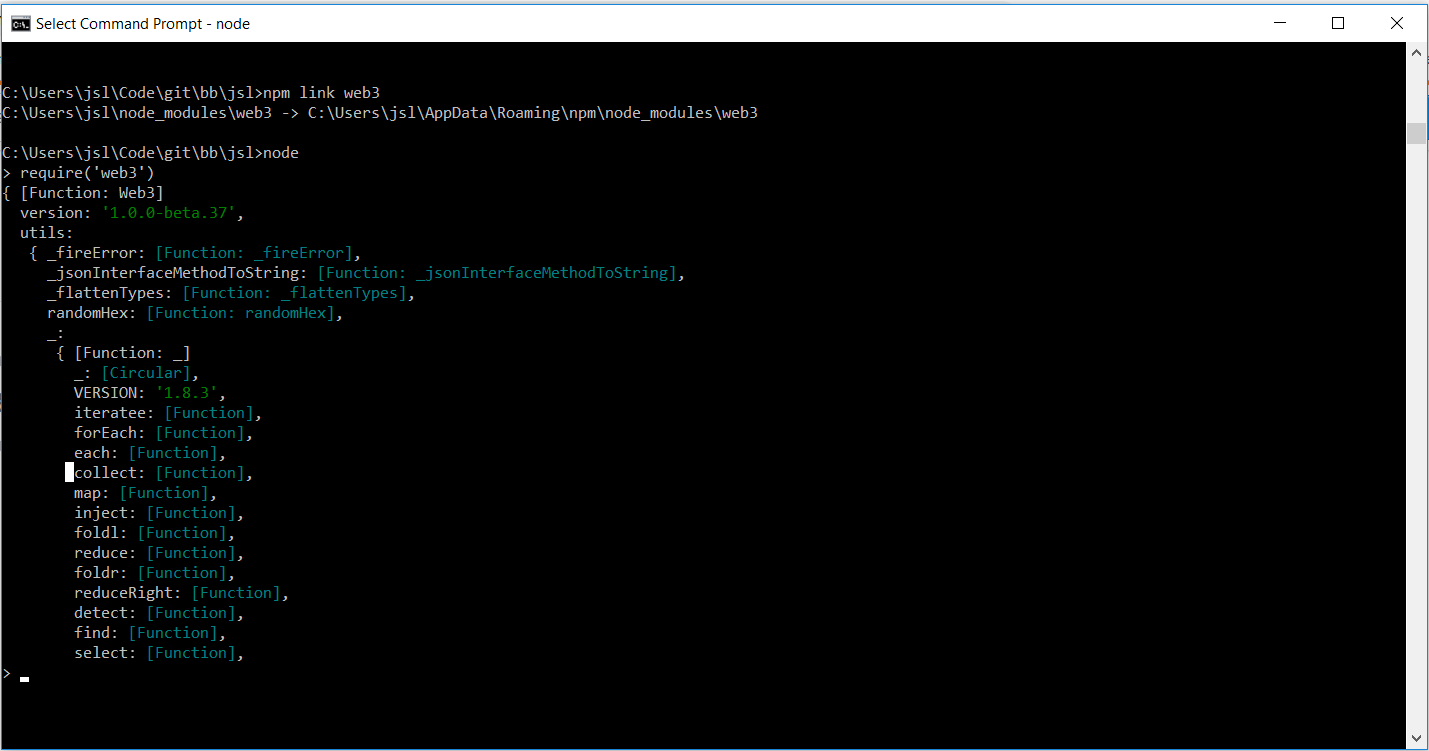 Select Command Prompt - node
C:\Users\jsl\Code\git\bb\jsl>npm link web3
C:\Users\jsl\node_modules\web3 -> C:\Users\jsl\AppData\Roaming\npm\node_modules\web3
C:\Users\jsl\Code\git\bb\jsl>node
> require('web3')
{ [Function: Web3]
  version: '1.0.0-beta.37',
  utils:
   { _fireError: [Function: _fireError],
     _jsonInterfaceMethodToString: [Function: _jsonInterfaceMethodToString],
     _flattenTypes: [Function: _flattenTypes],
     randomHex: [Function: randomHex],
     _:
      { [Function: _]
        _: [Circular],
        VERSION: '1.8.3',
        iteratee: [Function],
        forEach: [Function],
        each: [Function],
        collect: [Function],
        map: [Function],
        inject: [Function],
        foldl: [Function],
        reduce: [Function],
        foldr: [Function],
        reduceRight: [Function],
        detect: [Function],
        find: [Function],
        select: [Function],
>